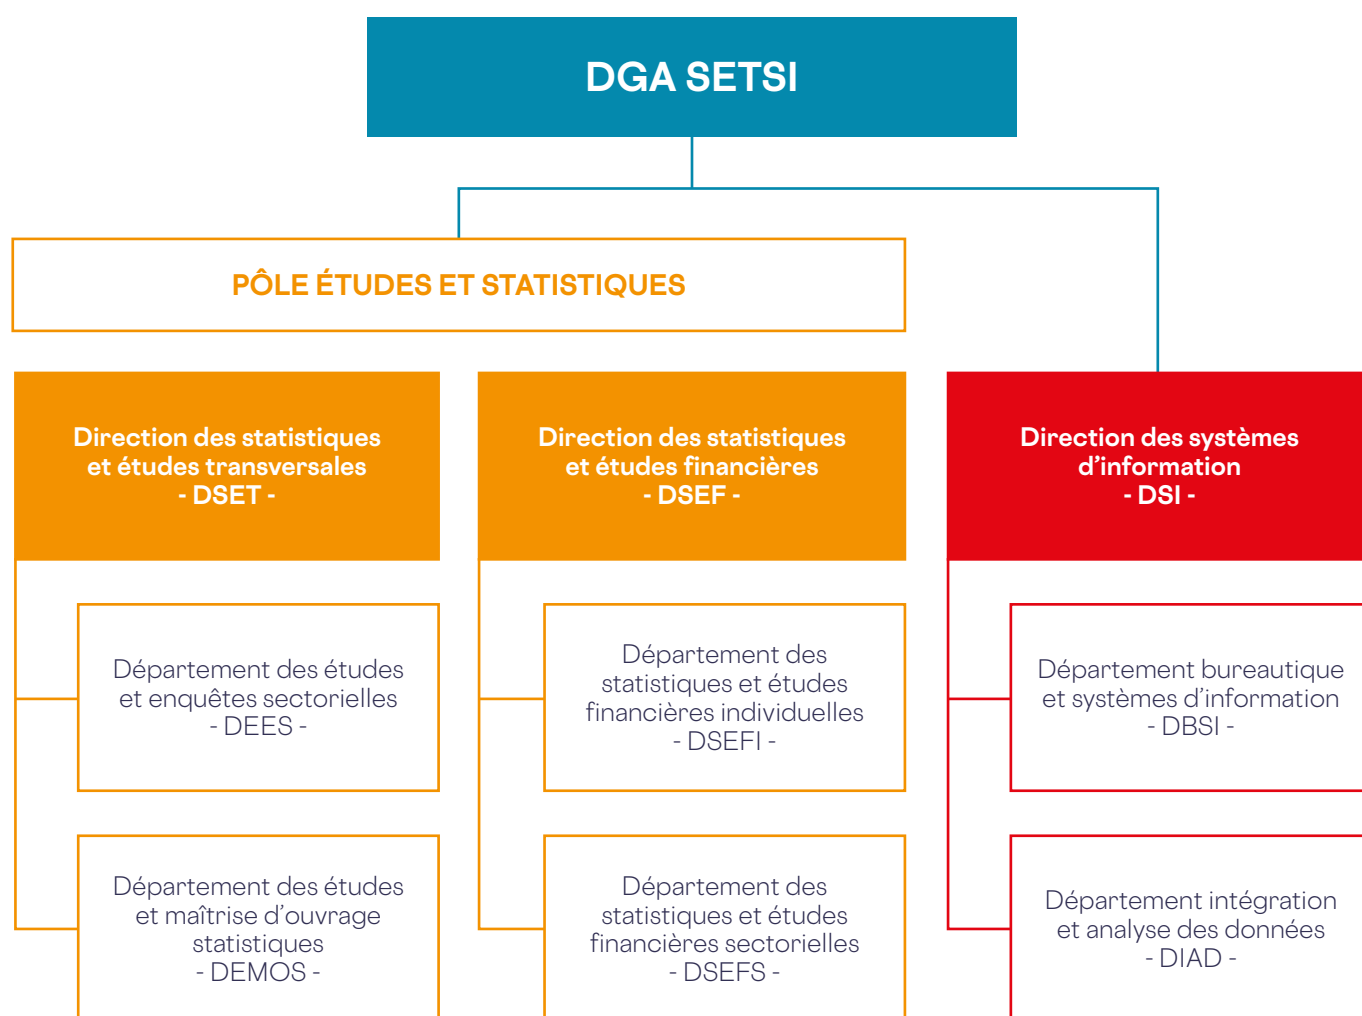 DGA SETSI
PÔLE ÉTUDES ET STATISTIQUES
Direction des statistiques
et études transversales
- DSET -
Direction des statistiques
et études financières
- DSEF -
Direction des systèmes
d’information
- DSI -
Département des études
et enquêtes sectorielles
- DEES -
Département des
statistiques et études
financières individuelles
- DSEFI -
Département bureautique
et systèmes d’information
- DBSI -
Département des études
et maîtrise d’ouvrage
statistiques
- DEMOS -
Département des
statistiques et études
financières sectorielles
- DSEFS -
Département intégration
et analyse des données
- DIAD -